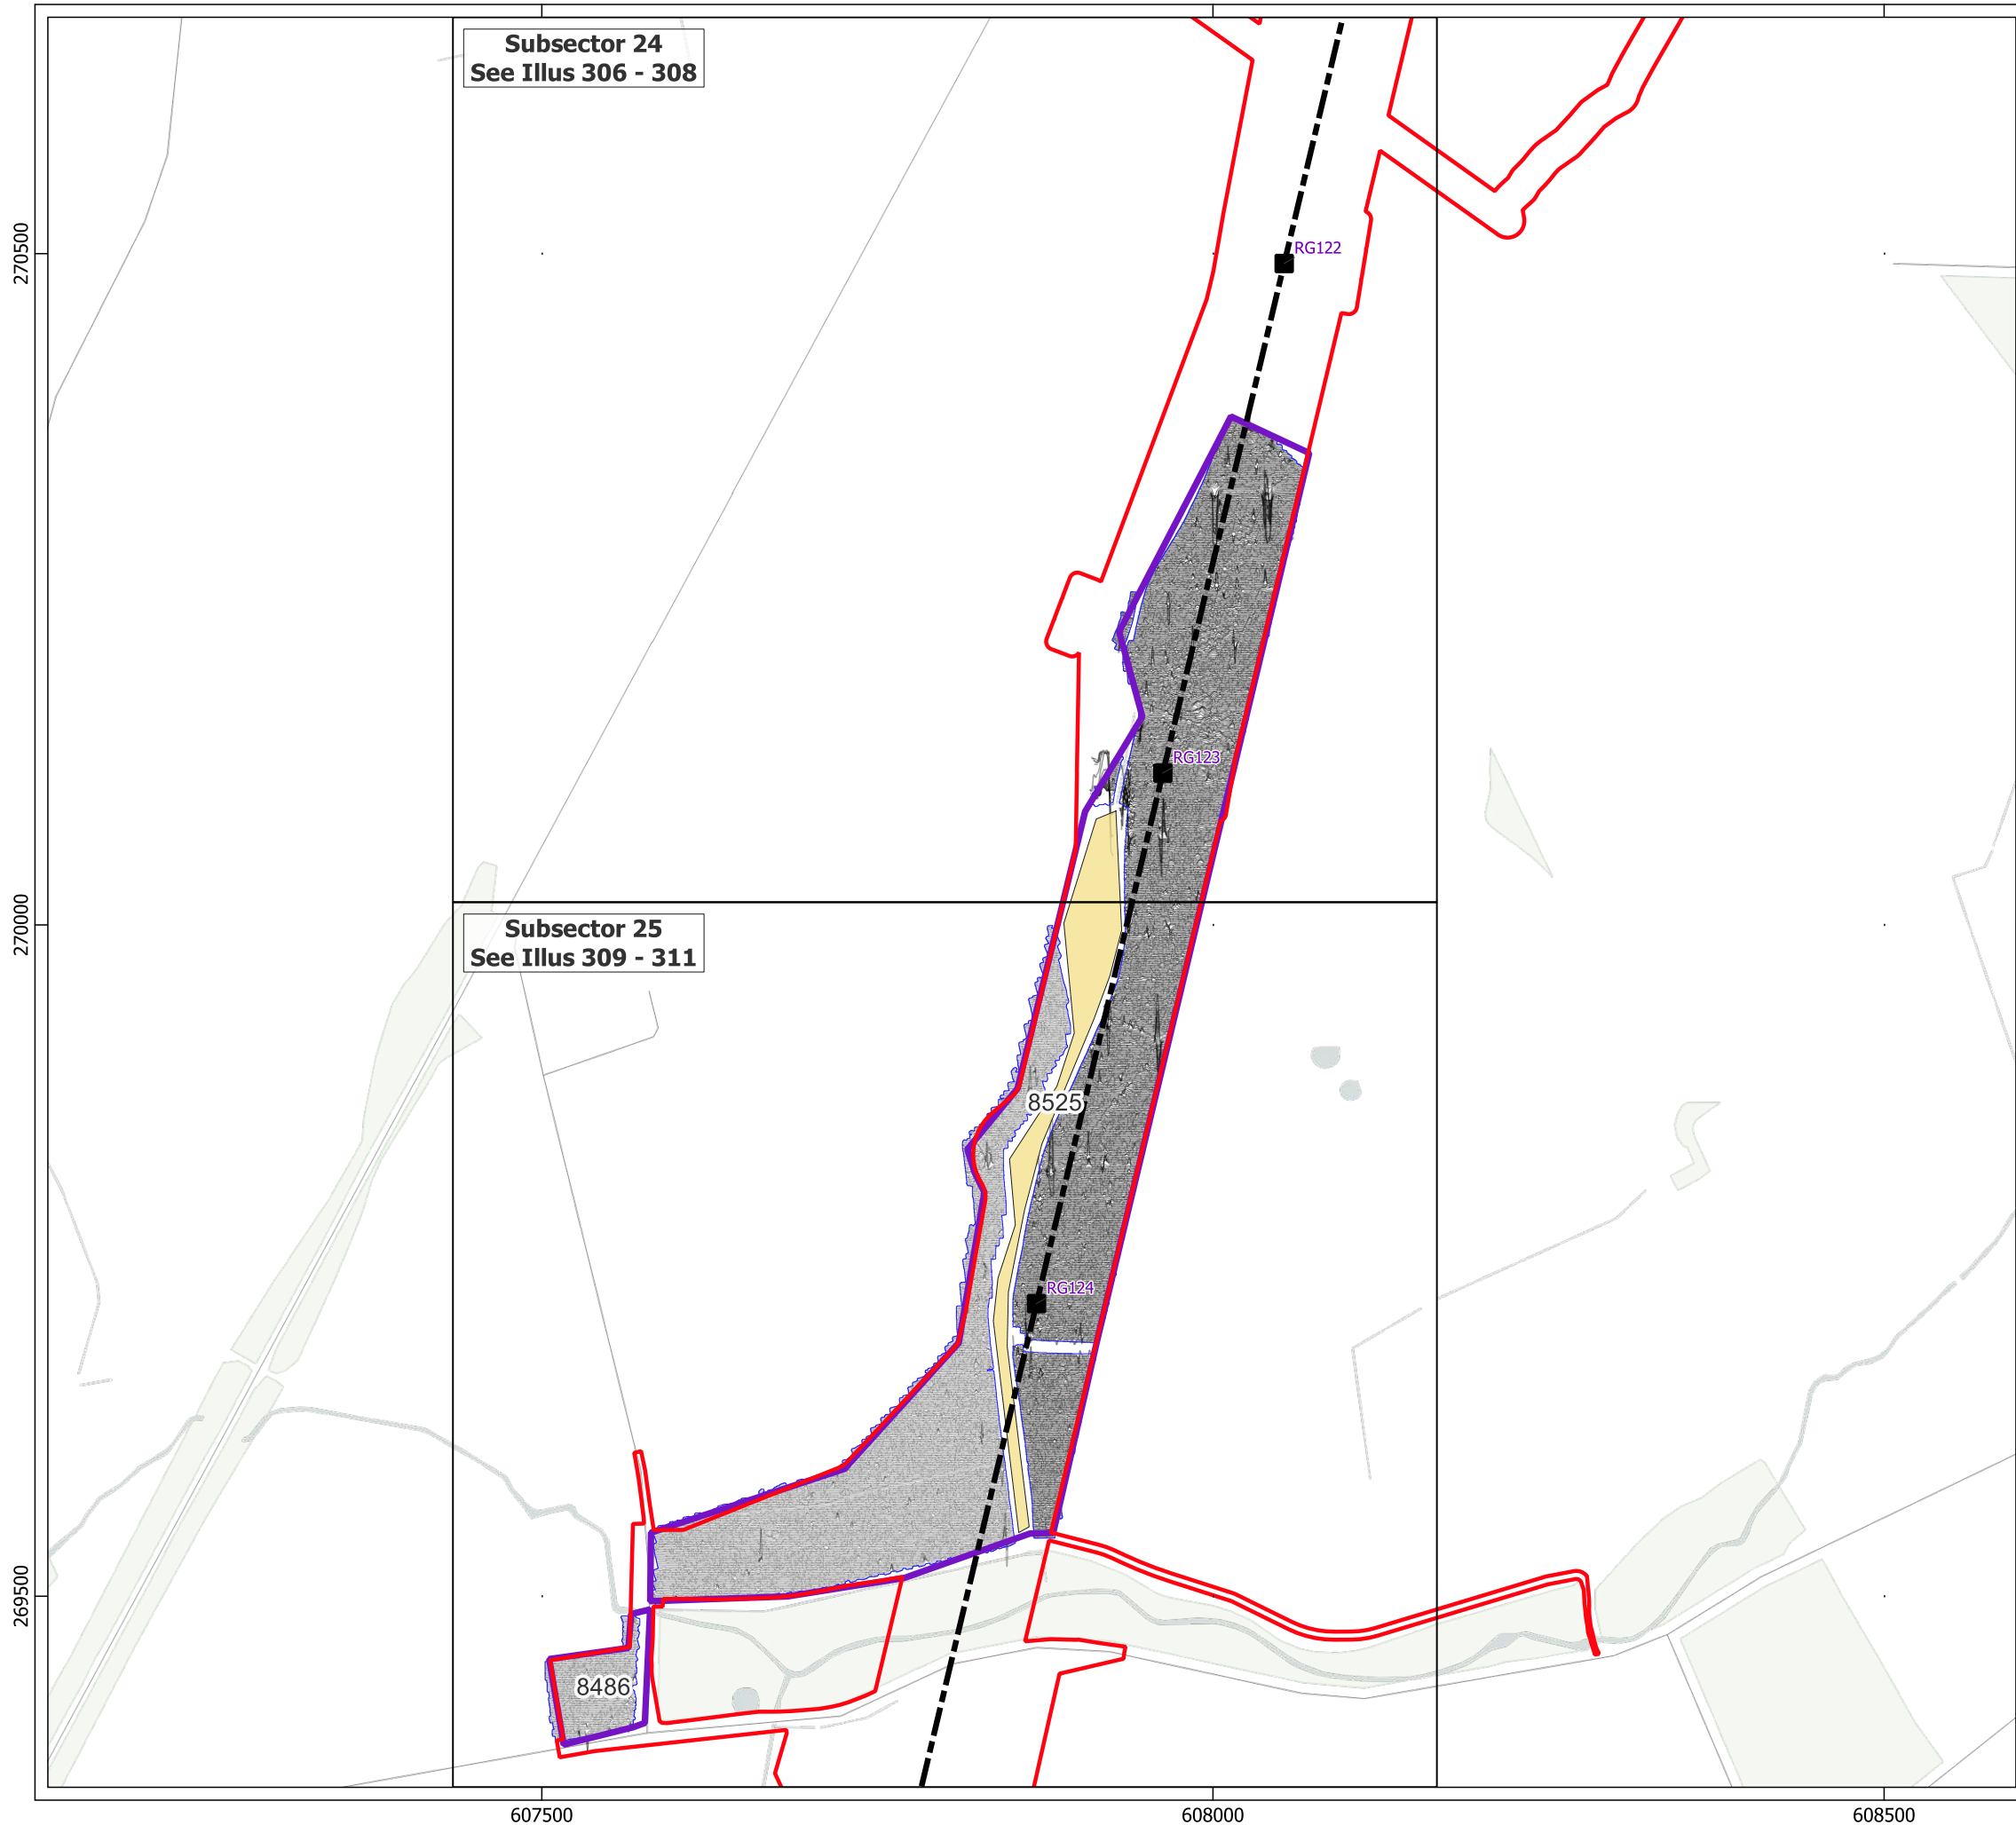 Subsector 24
See Illus 306 - 308
270500
RG122
RG123
270000
Subsector 25
See Illus 309 - 311
8525
RG124
269500
8486
607500
608000
608500